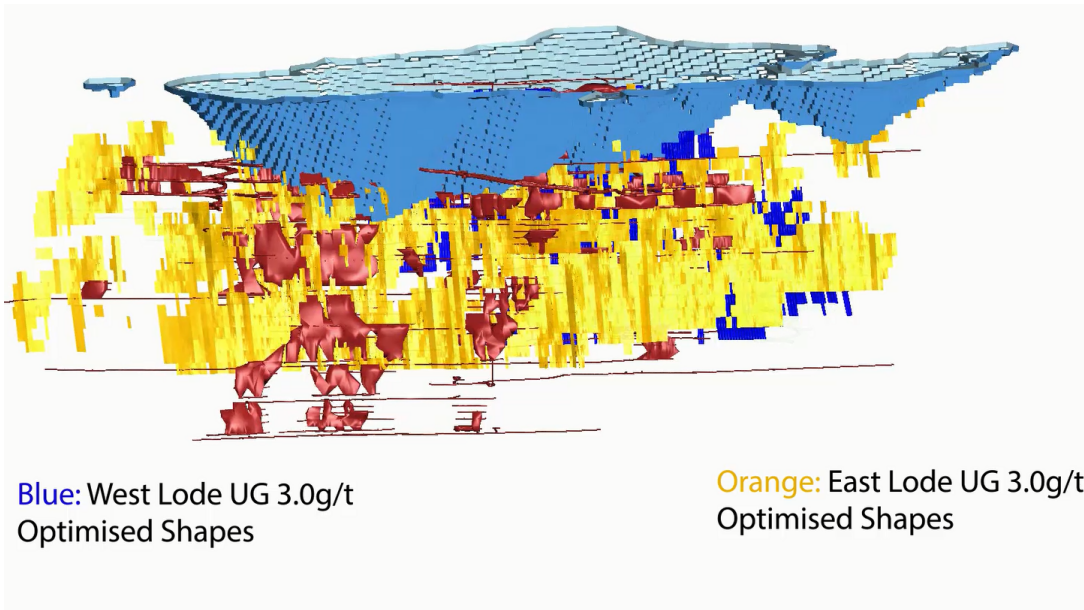 Blue: West Lode UG 3.0g/t
Optimised Shapes
Orange: East Lode UG 3.0g/t
Optimised Shapes